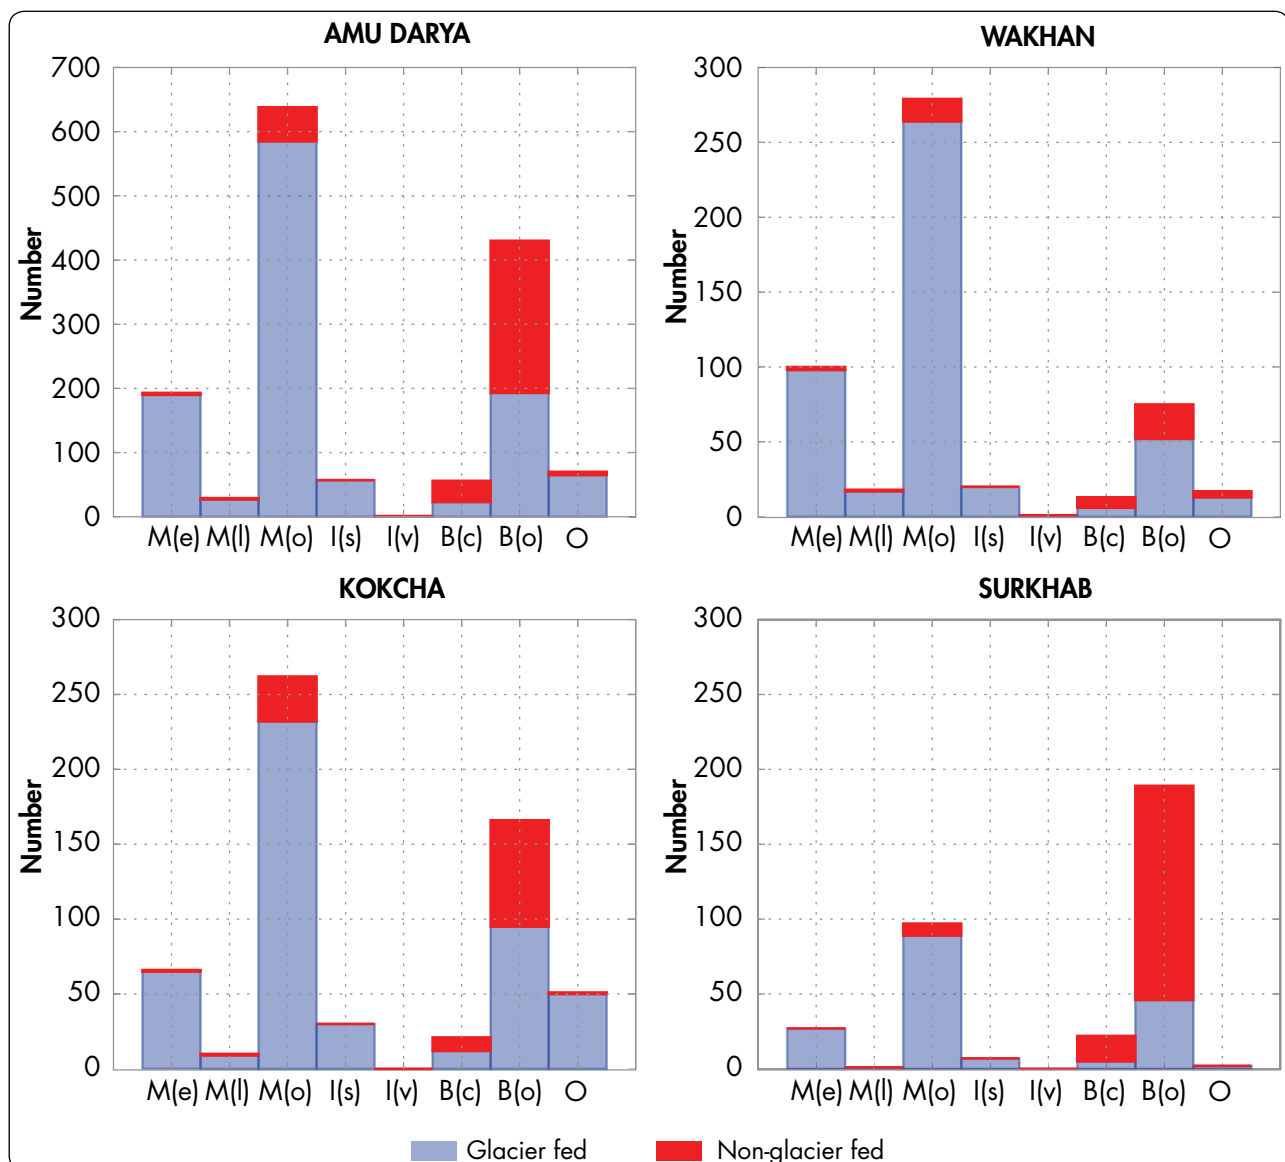 AMU DARYA
700
600
500
400
300
200
100
0
Number
M(e) M(l) M(o) I(s) I(v) B(c) B(o) O
WAKHAN
300
250
200
150
100
50
0
Number
M(e) M(l) M(o) I(s) I(v) B(c) B(o) O
KOKCHA
300
250
200
150
100
50
0
Number
M(e) M(l) M(o) I(s) I(v) B(c) B(o) O
SURKHAB
300
250
200
150
100
50
0
Number
M(e) M(l) M(o) I(s) I(v) B(c) B(o) O
Glacier fed Non-glacier fed